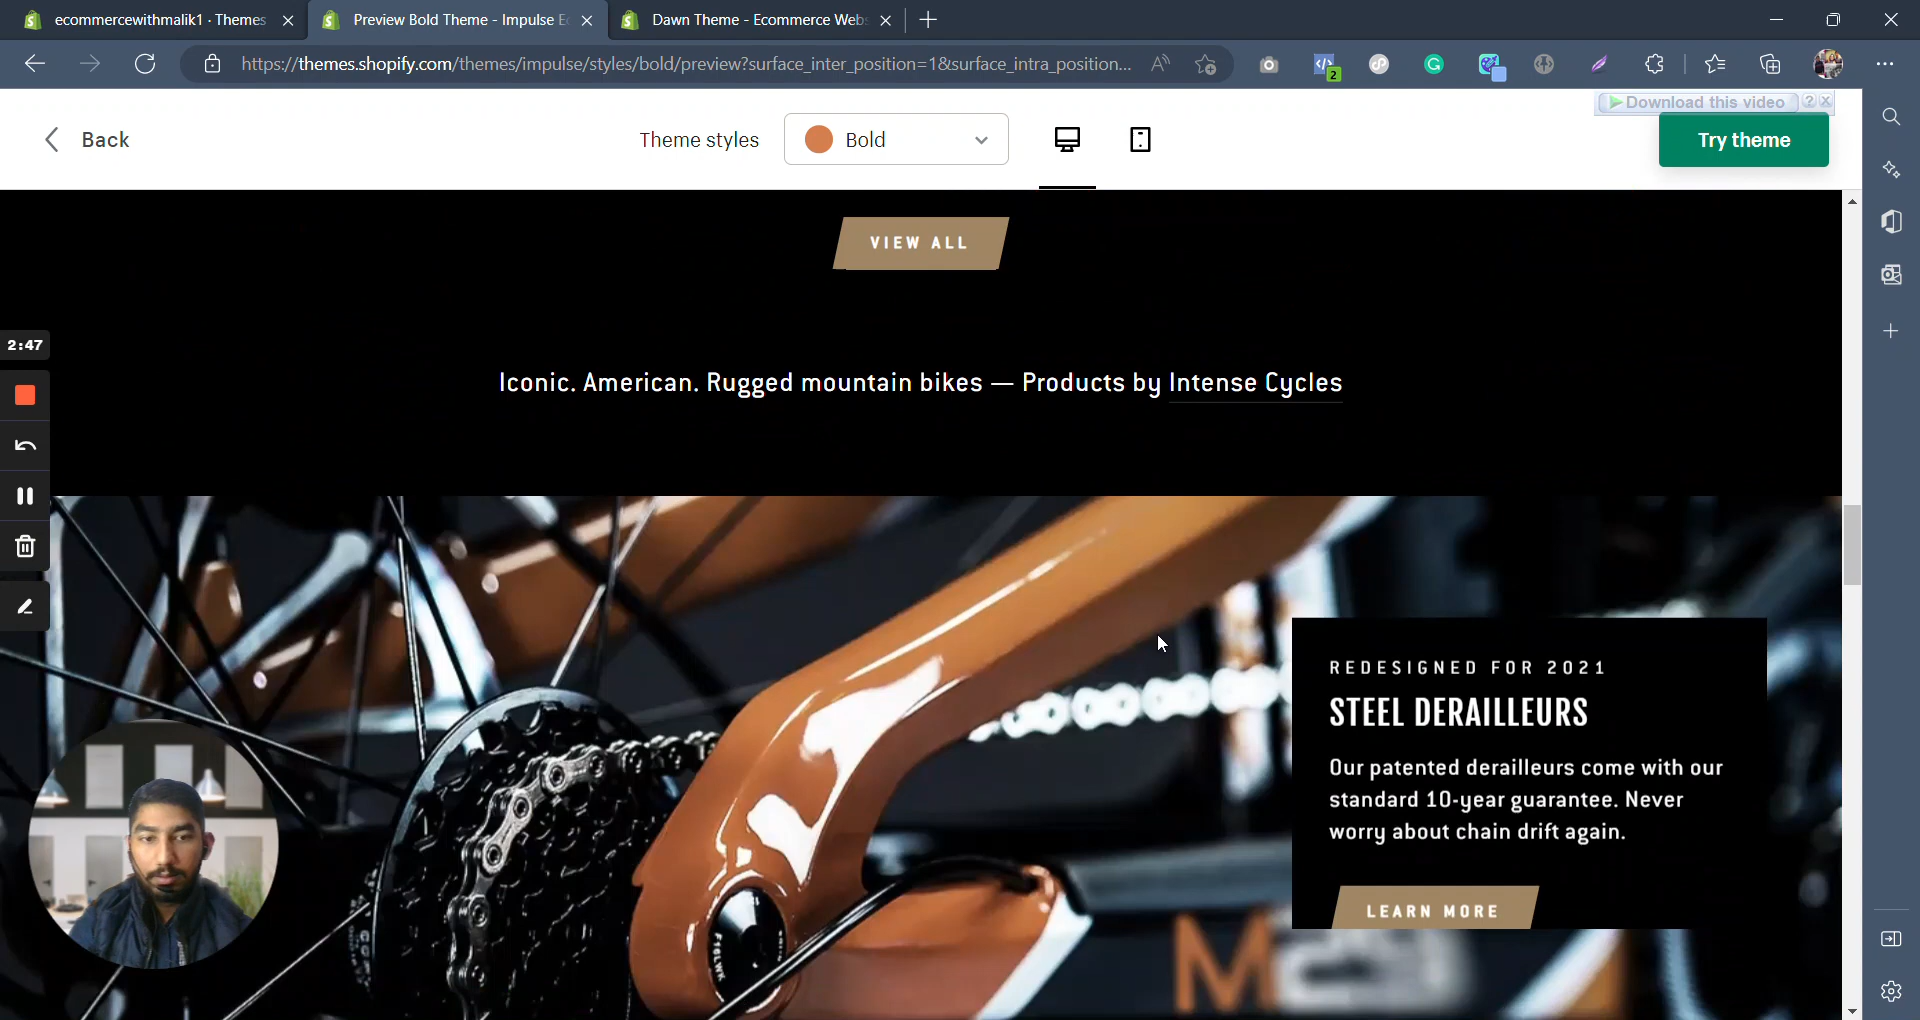 ecommercewithmalik1 · Themes
Preview Bold Theme - Impulse Ec
Dawn Theme - Ecommerce Webs
https://themes.shopify.com/themes/impulse/styles/bold/preview?surface_inter_position=1&surface_intra_position...
2
Download this video
?
x
Back
Theme styles
Bold
Try theme
VIEW ALL
2:47
Iconic. American. Rugged mountain bikes — Products by Intense Cycles
REDESIGNED FOR 2021
STEEL DERAILLEURS
Our patented derailleurs come with our
standard 10-year guarantee. Never
worry about chain drift again.
LEARN MORE